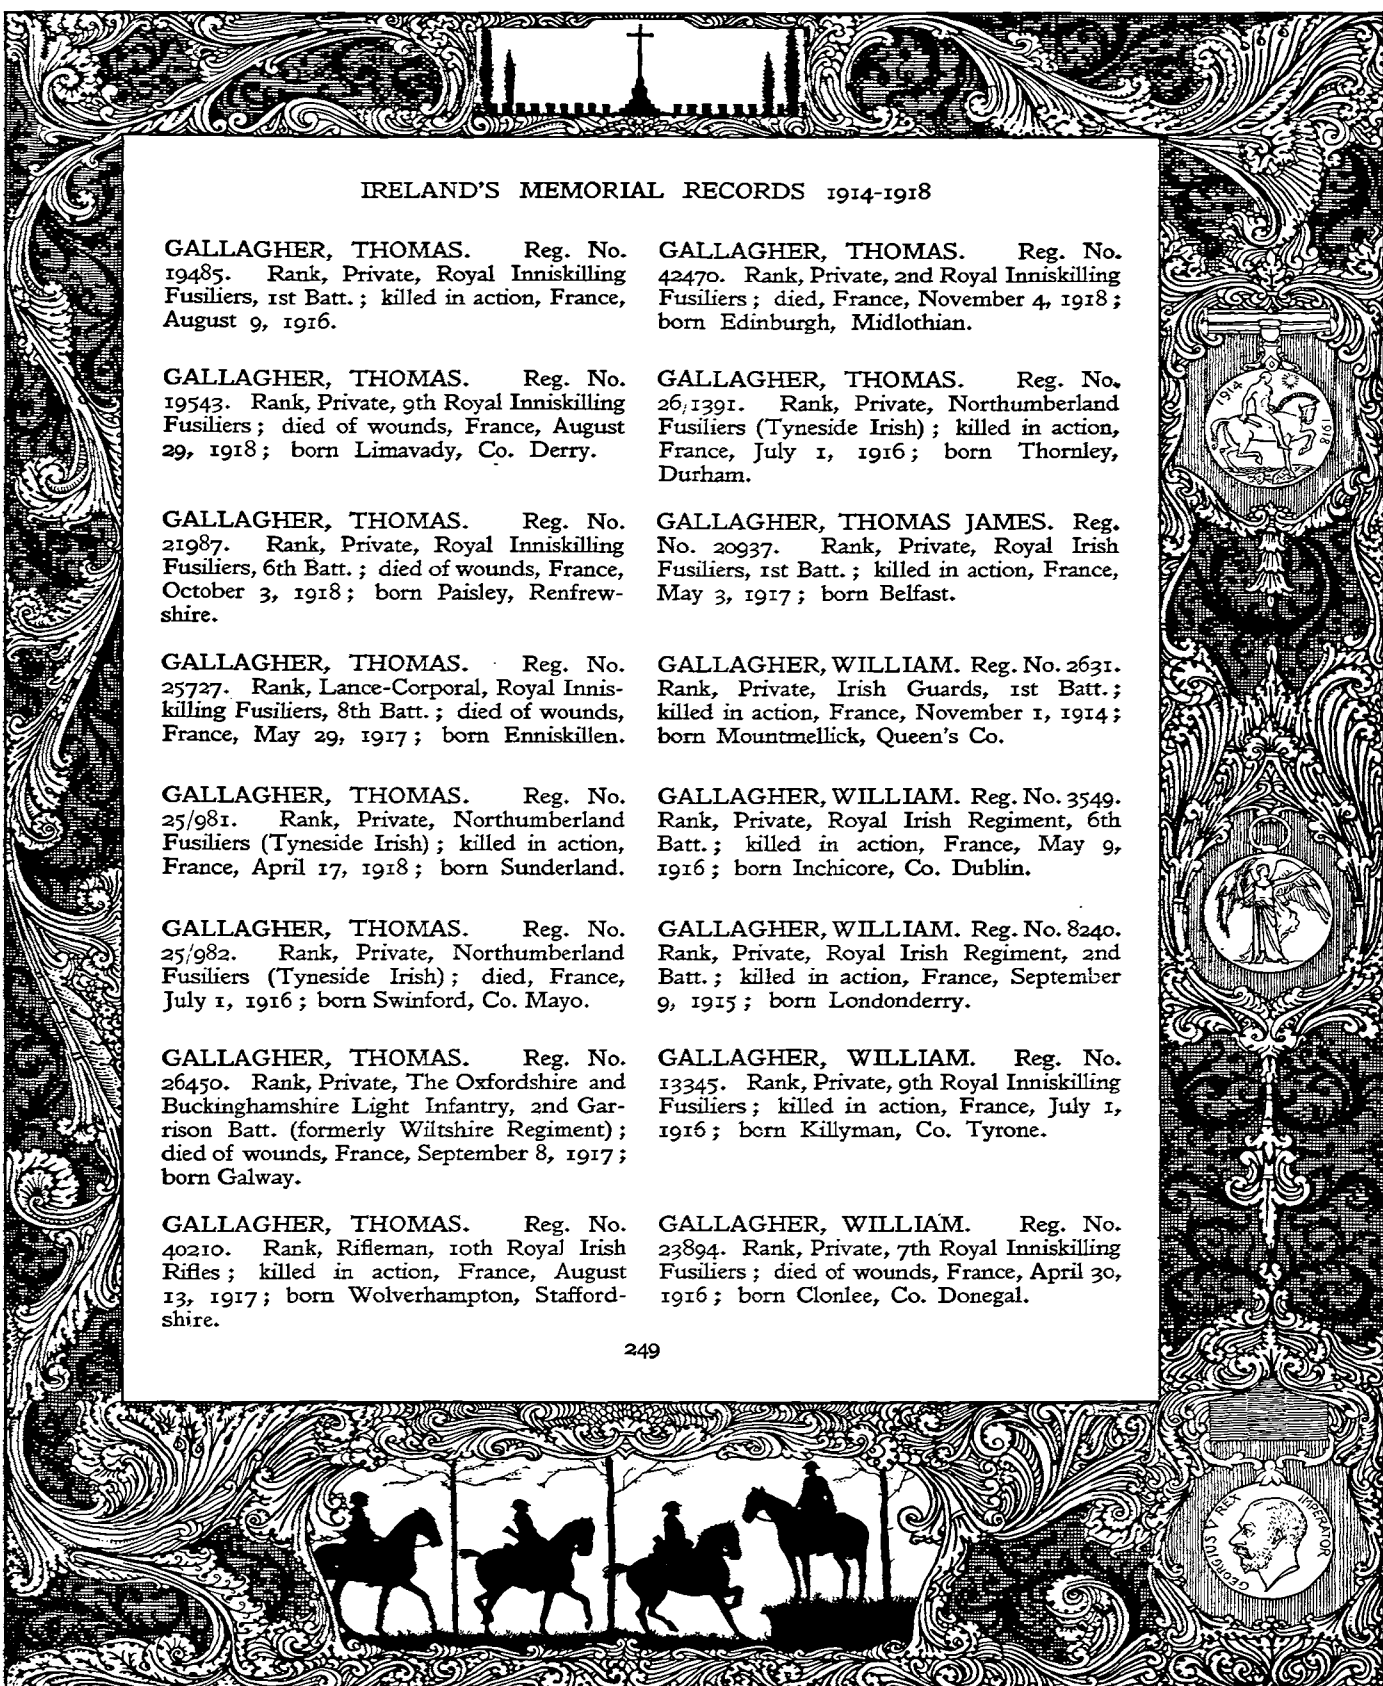 IRELAND'S MEMORIAL RECORDS 1914-1918
GALLAGHER, THOMAS. Reg. No.
19485. Rank, Private, Royal Inniskilling
Fusiliers, 1st Batt. ; killed in action, France,
August 9, 1916.
GALLAGHER, THOMAS. Reg. No.
19543. Rank, Private, 9th Royal Inniskilling
Fusiliers ; died of wounds, France, August
29, 1918 ; born Limavady, Co. Derry.
GALLAGHER, THOMAS. Reg. No.
21987. Rank, Private, Royal Inniskilling
Fusiliers, 6th Batt. ; died of wounds, France,
October 3, 1918 ; born Paisley, Renfrew-
shire.
GALLAGHER, THOMAS. Reg. No.
25727. Rank, Lance-Corporal, Royal Innis-
killing Fusiliers, 8th Batt. ; died of wounds,
France, May 29, 1917 ; born Enniskillen.
GALLAGHER, THOMAS. Reg. No.
25/981. Rank, Private, Northumberland
Fusiliers (Tyneside Irish) ; killed in action,
France, April 17, 1918 ; born Sunderland.
GALLAGHER, THOMAS. Reg. No.
25/982. Rank, Private, Northumberland
Fusiliers (Tyneside Irish) ; died, France,
July 1, 1916 ; born Swinford, Co. Mayo.
GALLAGHER, THOMAS. Reg. No.
26450. Rank, Private, The Oxfordshire and
Buckinghamshire Light Infantry, 2nd Gar-
rison Batt. (formerly Wiltshire Regiment) ;
died of wounds, France, September 8, 1917 ;
born Galway.
GALLAGHER, THOMAS. Reg. No.
40210. Rank, Rifleman, 10th Royal Irish
Rifles ; killed in action, France, August
13, 1917 ; born Wolverhampton, Stafford-
shire.
GALLAGHER, THOMAS. Reg. No.
42470. Rank, Private, 2nd Royal Inniskilling
Fusiliers ; died, France, November 4, 1918 ;
born Edinburgh, Midlothian.
GALLAGHER, THOMAS. Reg. No.
26/1391. Rank, Private, Northumberland
Fusiliers (Tyneside Irish) ; killed in action,
France, July 1, 1916 ; born Thornley,
Durham.
GALLAGHER, THOMAS JAMES. Reg.
No. 20937. Rank, Private, Royal Irish
Fusiliers, 1st Batt. ; killed in action, France,
May 3, 1917 ; born Belfast.
GALLAGHER, WILLIAM. Reg. No. 2631.
Rank, Private, Irish Guards, 1st Batt. ;
killed in action, France, November 1, 1914 ;
born Mountmellick, Queen's Co.
GALLAGHER, WILLIAM. Reg. No. 3549.
Rank, Private, Royal Irish Regiment, 6th
Batt. ; killed in action, France, May 9,
1916 ; born Inchicore, Co. Dublin.
GALLAGHER, WILLIAM. Reg. No. 8240.
Rank, Private, Royal Irish Regiment, 2nd
Batt. ; killed in action, France, September
9, 1915 ; born Londonderry.
GALLAGHER, WILLIAM. Reg. No.
13345. Rank, Private, 9th Royal Inniskilling
Fusiliers ; killed in action, France, July 1,
1916 ; born Killyman, Co. Tyrone.
GALLAGHER, WILLIAM. Reg. No.
23894. Rank, Private, 7th Royal Inniskilling
Fusiliers ; died of wounds, France, April 30,
1916 ; born Clonlee, Co. Donegal.
249
1914
1918
GEORGIVS V REX IMPERATOR